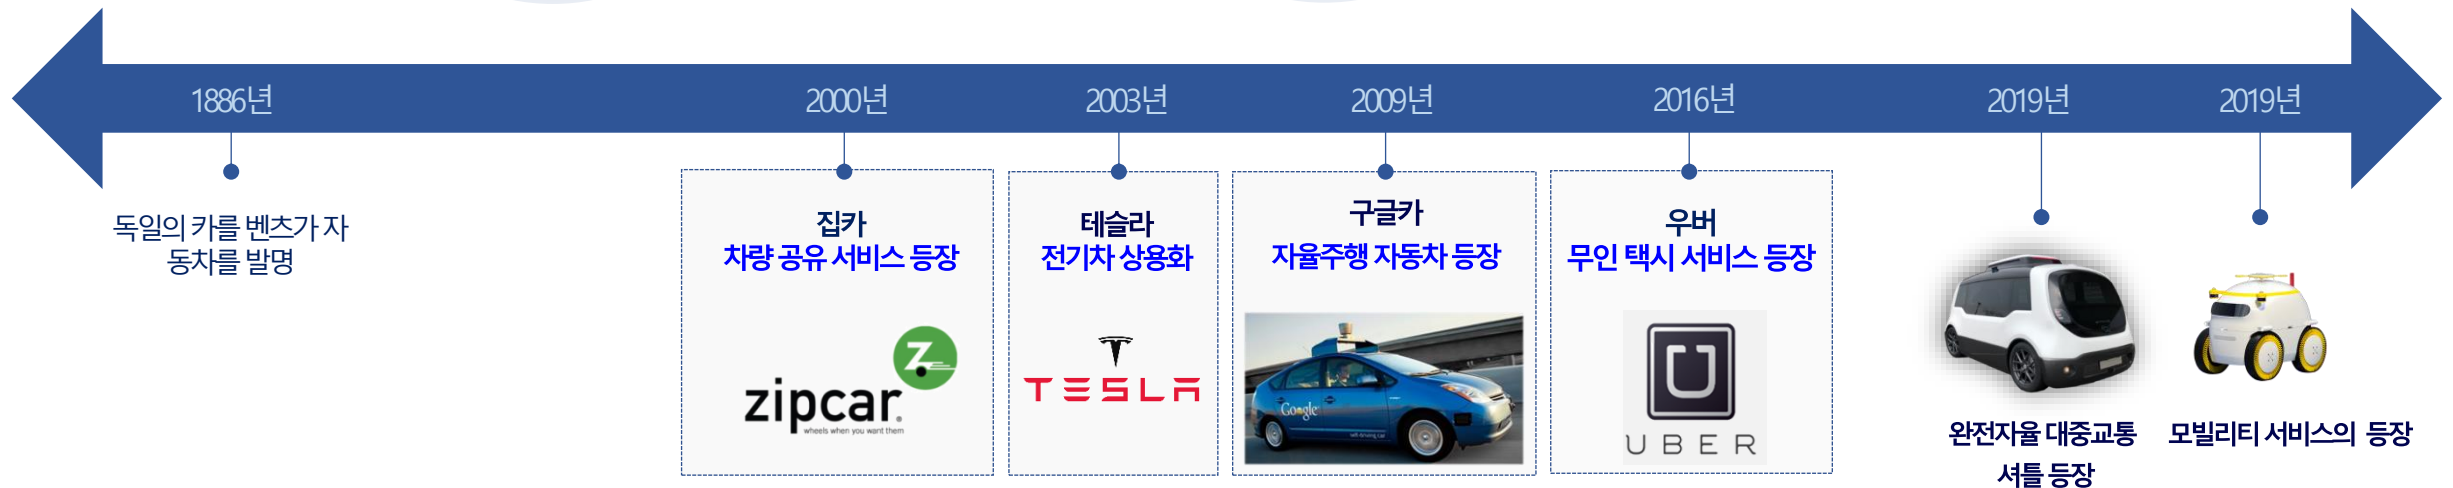 1886년
2000년
2003년
2009년
2016년
2019년
2019년
독일의 카를 벤츠가 자
동차를 발명
집카
차량 공유 서비스 등장
zipcar.
wheels when you want them
테슬라
전기차 상용화
TESLA
구글카
자율주행 자동차 등장
Google
self-driving car
우버
무인 택시 서비스 등장
UBER
완전자율 대중교통
셔틀 등장
모빌리티 서비스의 등장